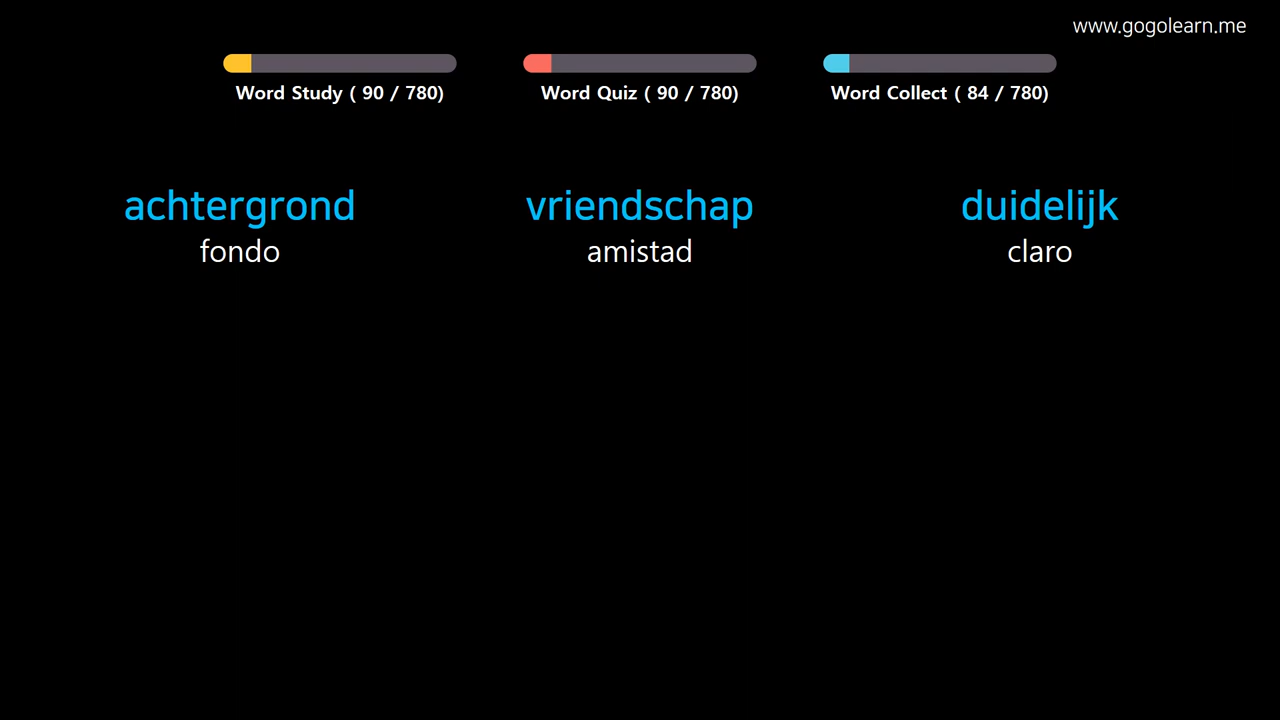 www.gogolearn.me
Word Study ( 90 / 780)
Word Quiz ( 90 / 780)
Word Collect ( 84 / 780)
achtergrond
fondo
vriendschap
amistad
duidelijk
claro